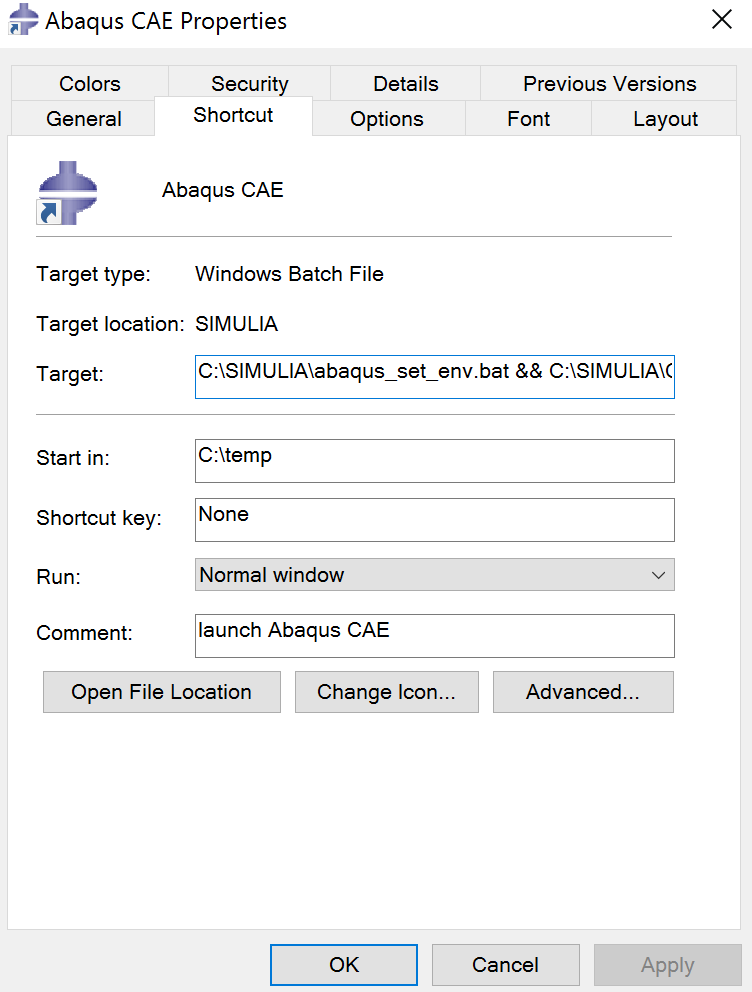 Abaqus CAE Properties
Colors Security Details Previous Versions
General Shortcut Options Font Layout
Abaqus CAE
Target type: Windows Batch File
Target location: SIMULIA
Target: C:\SIMULIA\abaqus_set_env.bat && C:\SIMULIA\
Start in: C:\temp
Shortcut key: None
Run: Normal window
Comment: launch Abaqus CAE
Open File Location Change Icon... Advanced...
OK Cancel Apply